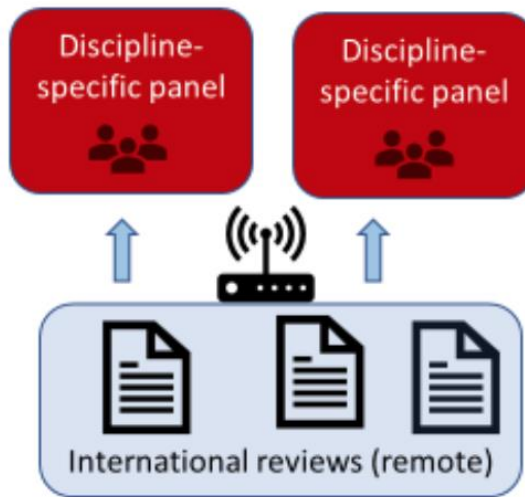 Discipline-
specific panel
Discipline-
specific panel
International reviews (remote)